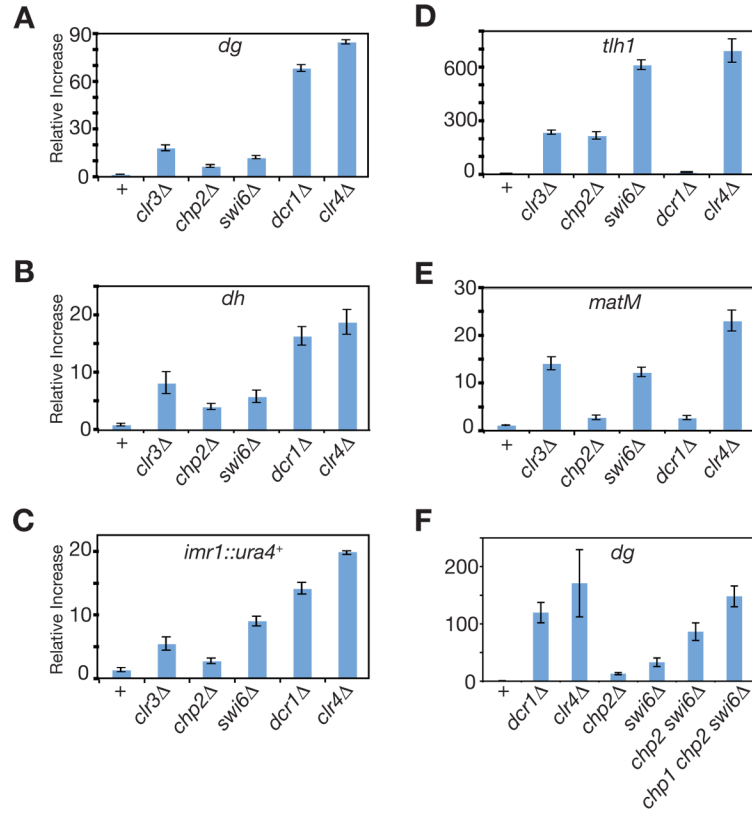 A
dg
Relative Increase
90
60
30
0
+
clr3Δ
chp2Δ
swi6Δ
dcr1Δ
clr4Δ
B
dh
Relative Increase
20
10
0
+
clr3Δ
chp2Δ
swi6Δ
dcr1Δ
clr4Δ
C
imr1::ura4⁺
Relative Increase
20
10
0
+
clr3Δ
chp2Δ
swi6Δ
dcr1Δ
clr4Δ
D
tlh1
600
300
0
+
clr3Δ
chp2Δ
swi6Δ
dcr1Δ
clr4Δ
E
matM
30
20
10
0
+
clr3Δ
chp2Δ
swi6Δ
dcr1Δ
clr4Δ
F
dg
200
100
0
+
dcr1Δ
clr4Δ
chp2Δ
swi6Δ
chp2 swi6Δ
chp1 chp2 swi6Δ